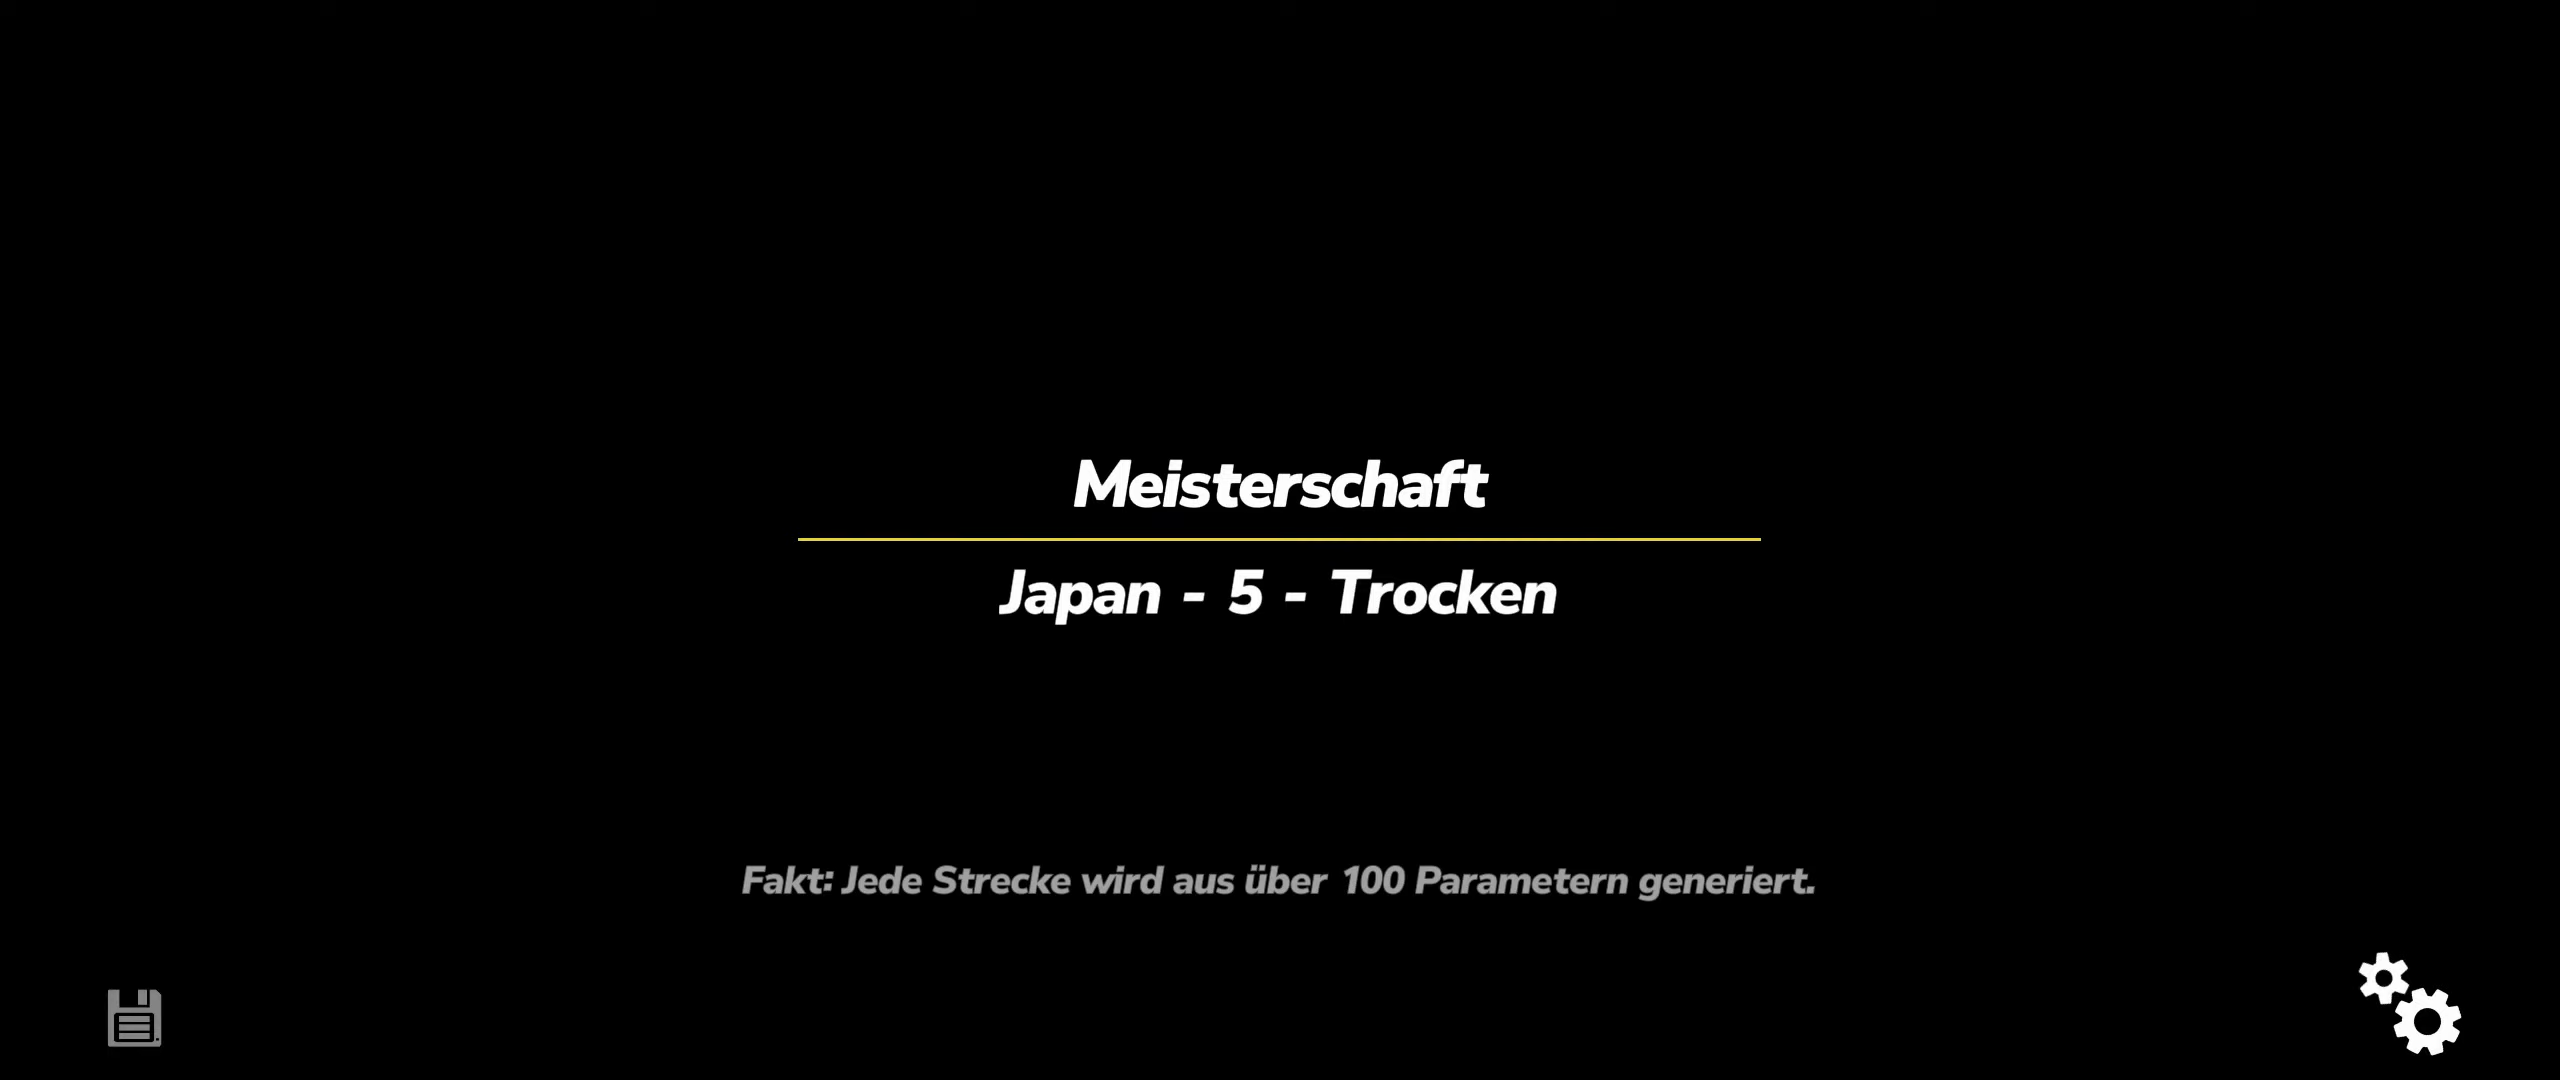 Meisterschaft
Japan - 5 - Trocken
Fakt: Jede Strecke wird aus über 100 Parametern generiert.